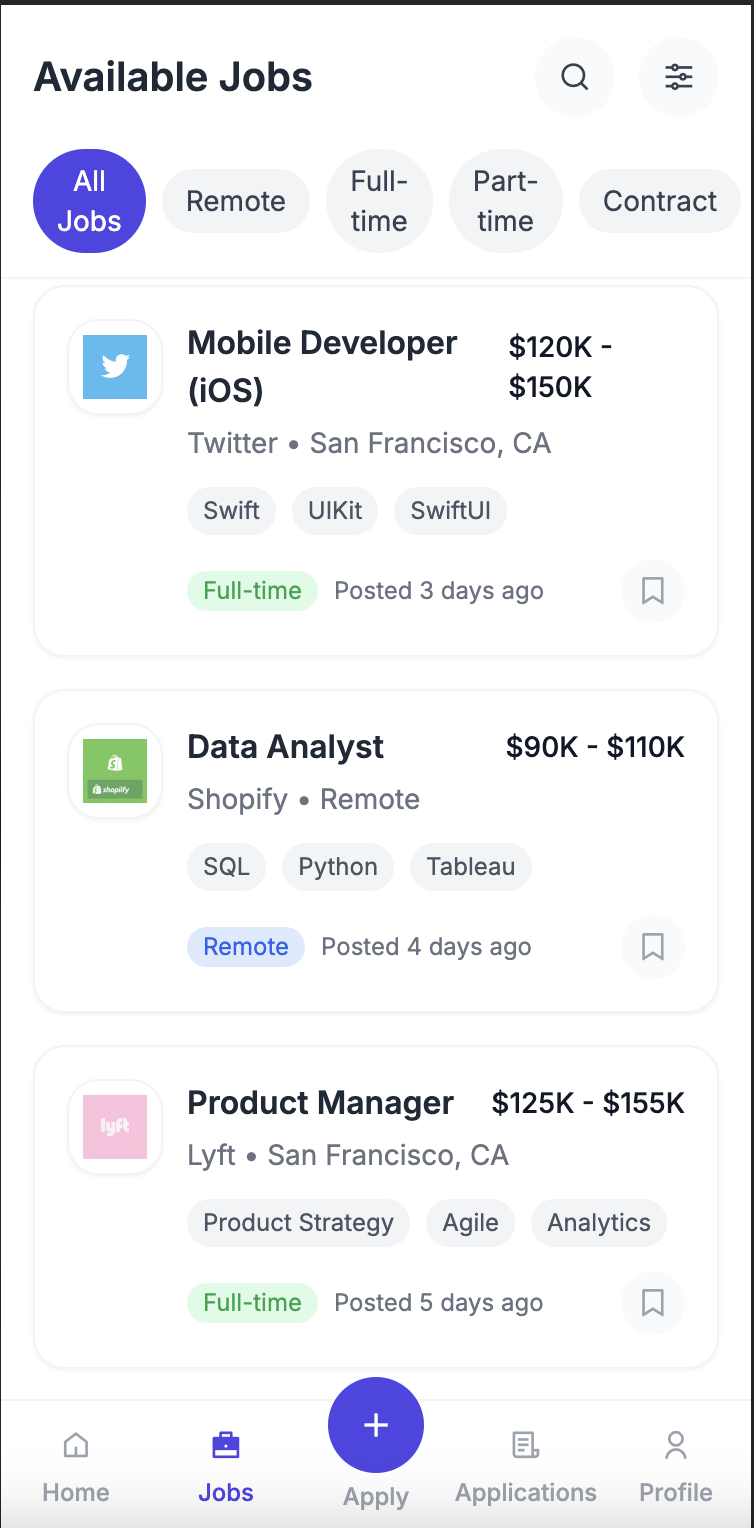 Available Jobs
All
Jobs
Remote
Full-
time
Part-
time
Contract
Mobile Developer
(iOS)
$120K -
$150K
Twitter • San Francisco, CA
Swift UIKit SwiftUI
Full-time Posted 3 days ago
shopify
Data Analyst $90K - $110K
Shopify • Remote
SQL Python Tableau
Remote Posted 4 days ago
lyft
Product Manager $125K - $155K
Lyft • San Francisco, CA
Product Strategy Agile Analytics
Full-time Posted 5 days ago
Home Jobs Apply Applications Profile